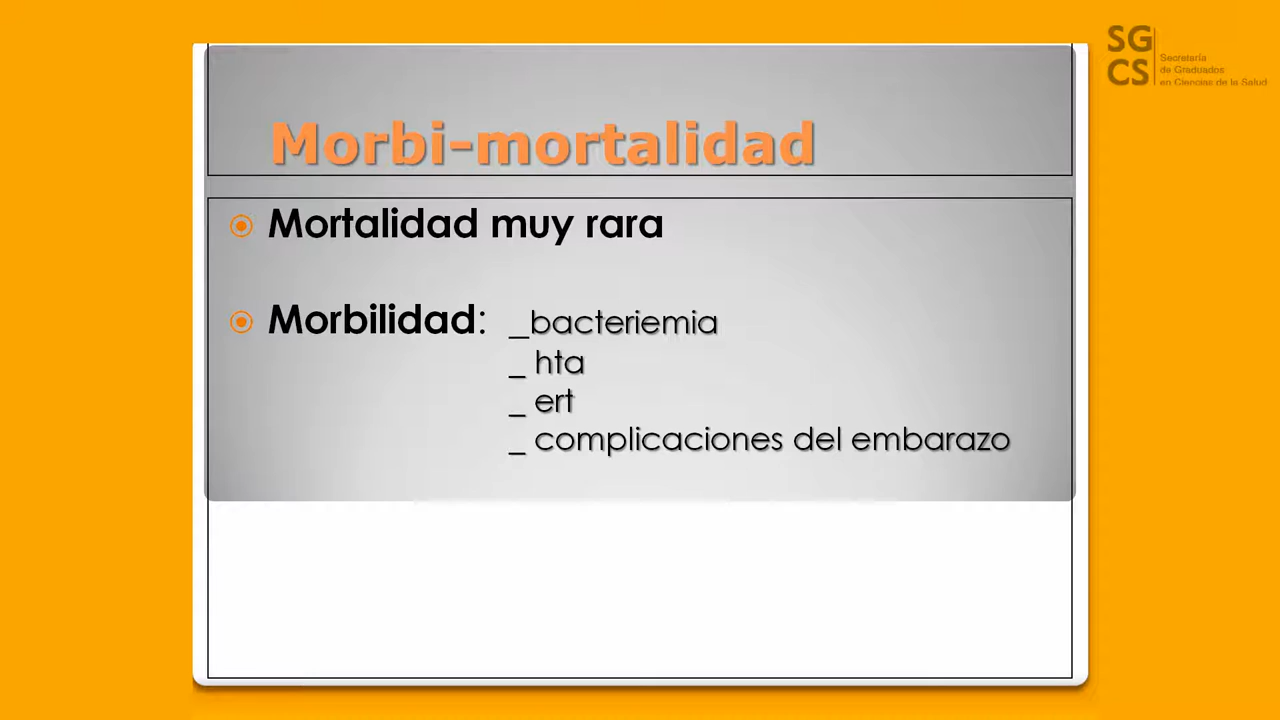 SG
CS
Secretaría
de Graduados
en Ciencias de la Salud
Morbi-mortalidad
Mortalidad muy rara
Morbilidad: _bacteriemia
_ hta
_ ert
_ complicaciones del embarazo